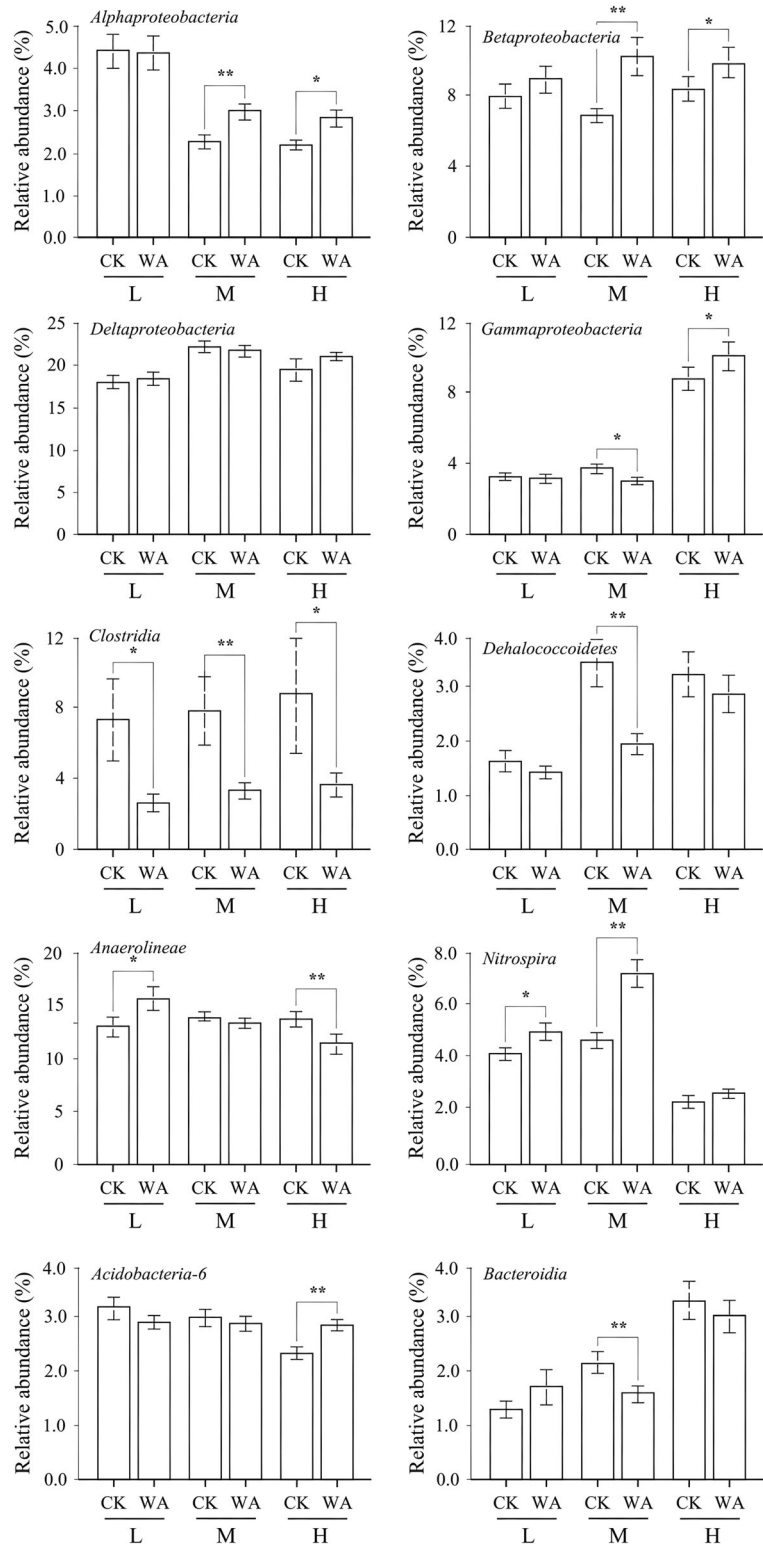 Alphaproteobacteria
Relative abundance (%)
5.0
4.0
3.0
2.0
1.0
0.0
**
*
CK WA CK WA CK WA
L M H
Betaproteobacteria
Relative abundance (%)
12
8
4
0
**
*
CK WA CK WA CK WA
L M H
Deltaproteobacteria
Relative abundance (%)
25
20
15
10
5
0
CK WA CK WA CK WA
L M H
Gammaproteobacteria
Relative abundance (%)
12
8
4
0
*
*
CK WA CK WA CK WA
L M H
Clostridia
Relative abundance (%)
12
8
4
0
*
**
*
CK WA CK WA CK WA
L M H
Dehalococcoidetes
Relative abundance (%)
4.0
3.0
2.0
1.0
0.0
**
CK WA CK WA CK WA
L M H
Anaerolineae
Relative abundance (%)
20
15
10
5
0
*
**
CK WA CK WA CK WA
L M H
Nitrospira
Relative abundance (%)
8.0
6.0
4.0
2.0
0.0
*
**
CK WA CK WA CK WA
L M H
Acidobacteria-6
Relative abundance (%)
4.0
3.0
2.0
1.0
0.0
**
CK WA CK WA CK WA
L M H
Bacteroidia
Relative abundance (%)
4.0
3.0
2.0
1.0
0.0
**
CK WA CK WA CK WA
L M H